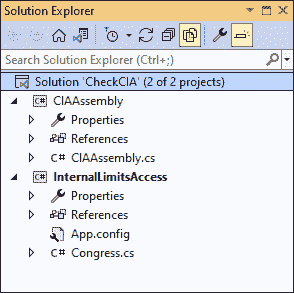 Solution Explorer
Search Solution Explorer (Ctrl+;)
Solution 'CheckCIA' (2 of 2 projects)
C# CIAAssembly
Properties
References
C# CIAAssembly.cs
C# InternalLimitsAccess
Properties
References
App.config
C# Congress.cs